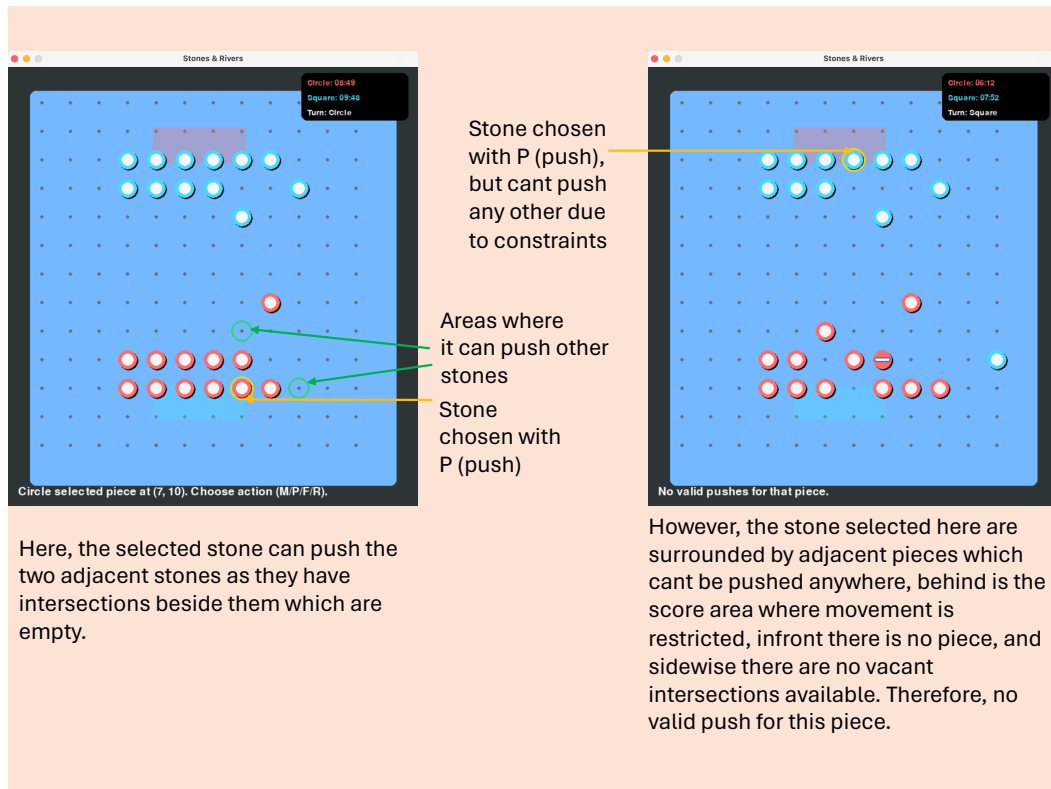 Stones & Rivers
Circle: 08:49
Square: 09:48
Turn: Circle
Circle selected piece at (7, 10). Choose action (M/P/F/R).
Stone chosen
with P (push),
but cant push
any other due
to constraints
Areas where
it can push other
stones
Stone
chosen with
P (push)
Stones & Rivers
Circle: 06:12
Square: 07:52
Turn: Square
No valid pushes for that piece.
Here, the selected stone can push the
two adjacent stones as they have
intersections beside them which are
empty.
However, the stone selected here are
surrounded by adjacent pieces which
cant be pushed anywhere, behind is the
score area where movement is
restricted, infront there is no piece, and
sidewise there are no vacant
intersections available. Therefore, no
valid push for this piece.